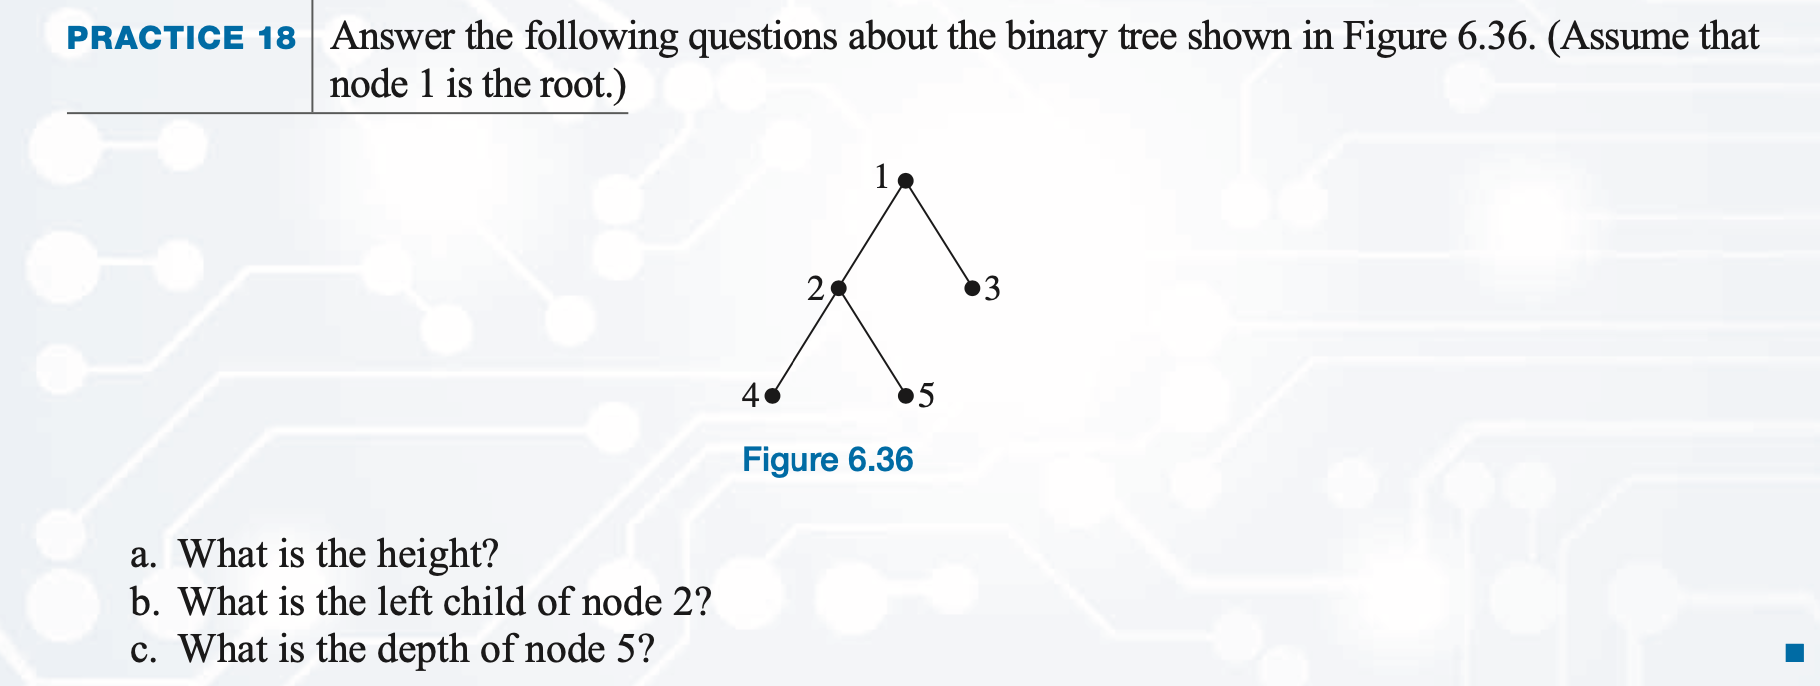 PRACTICE 18 Answer the following questions about the binary tree shown in Figure 6.36. (Assume that
node 1 is the root.)
1
2 3
4 5
Figure 6.36
a. What is the height?
b. What is the left child of node 2?
c. What is the depth of node 5?